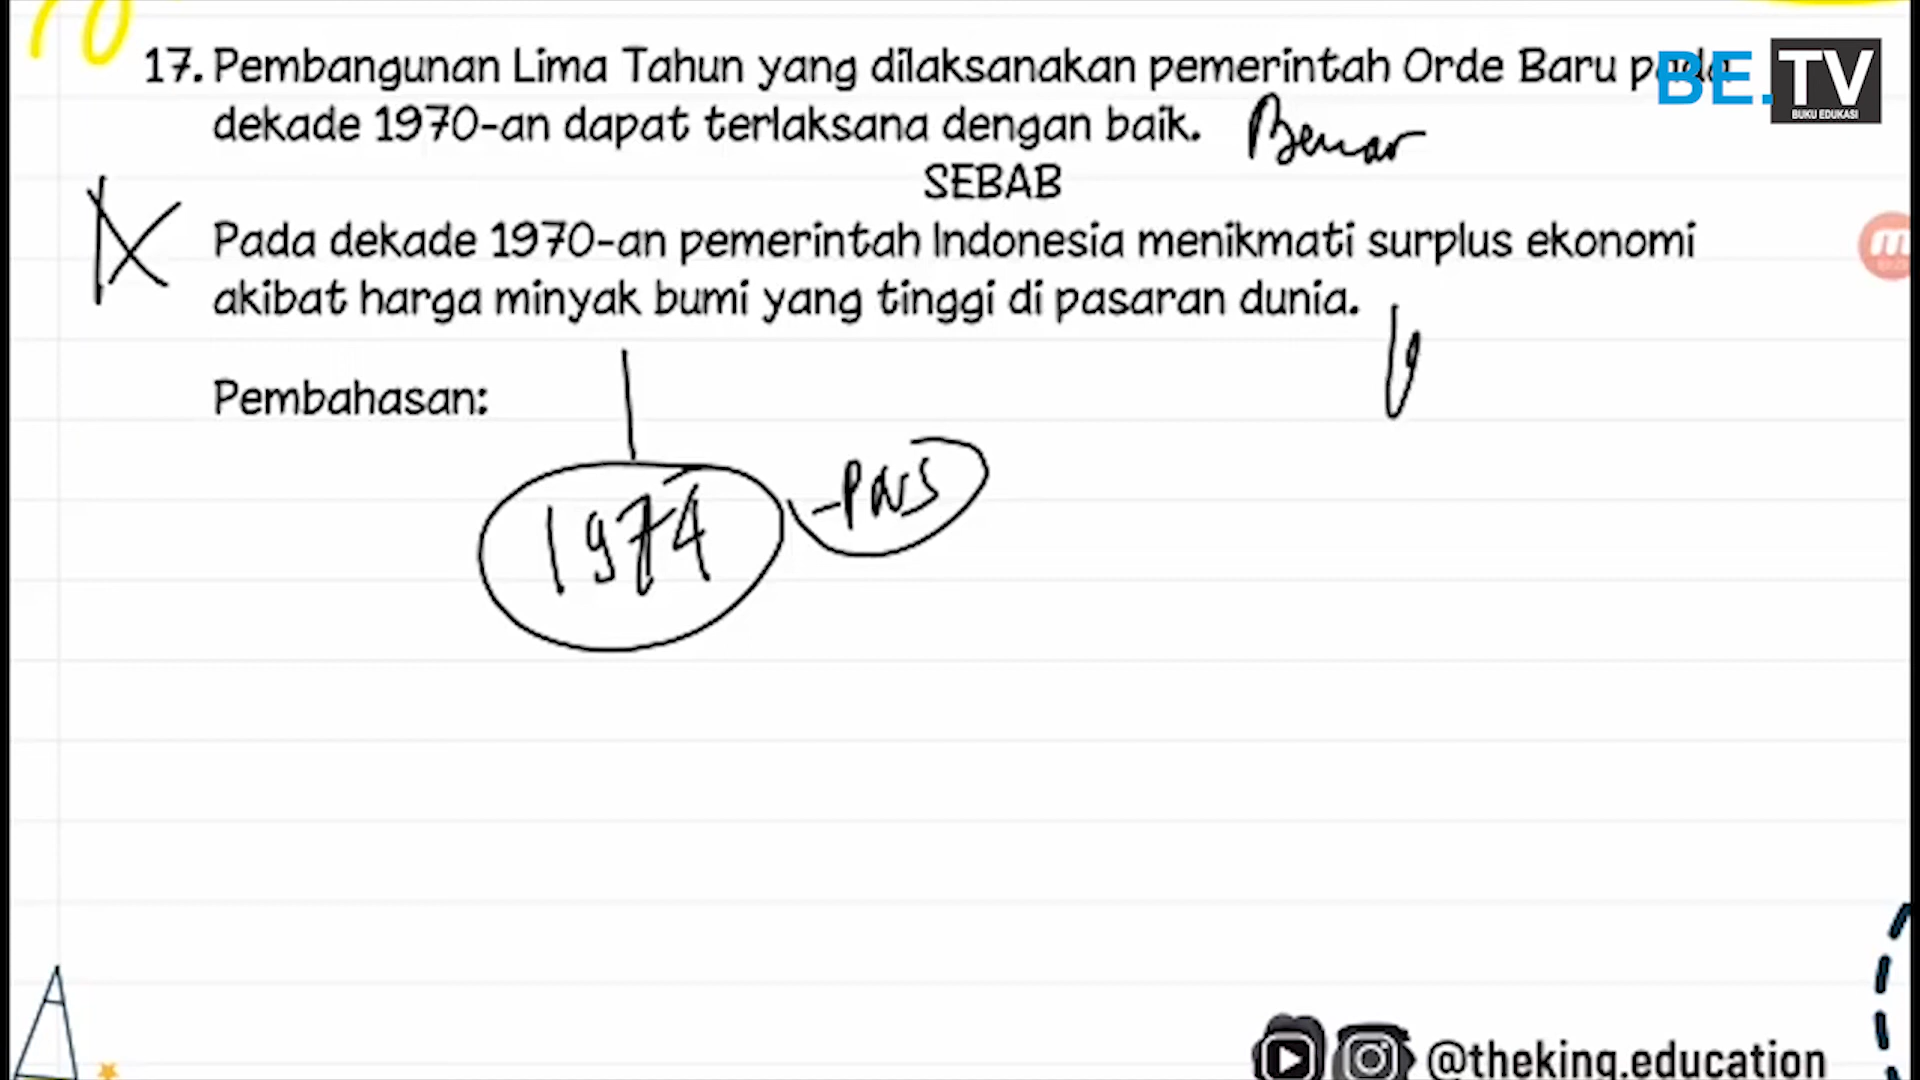 17. Pembangunan Lima Tahun yang dilaksanakan pemerintah Orde Baru pada
BE.TV
BUKU EDUKASI
dekade 1970-an dapat terlaksana dengan baik. Benar
SEBAB
Pada dekade 1970-an pemerintah Indonesia menikmati surplus ekonomi
akibat harga minyak bumi yang tinggi di pasaran dunia.
Pembahasan:
1974 - PNS
@theking.education